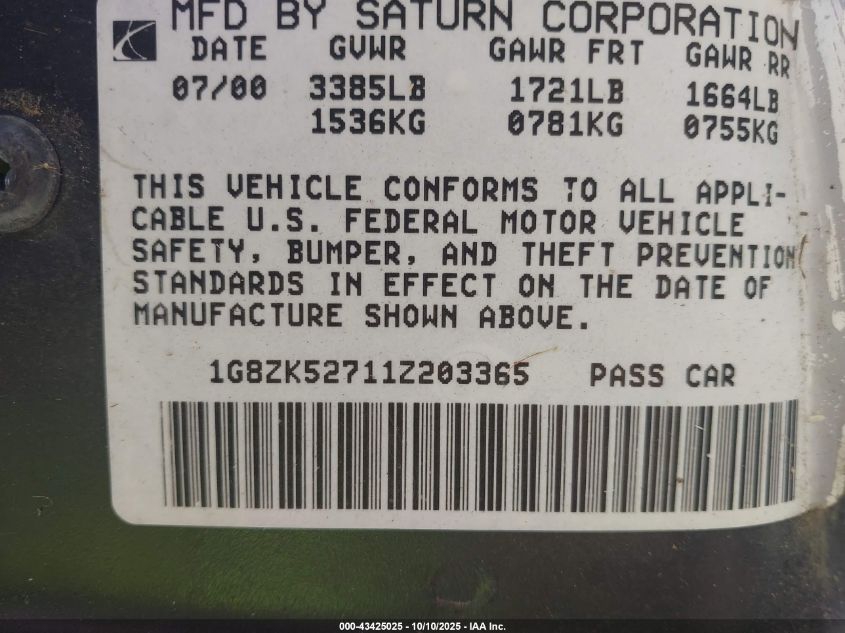 MFD BY SATURN CORPORATION
DATE GVWR GAWR FRT GAWR RR
07/00 3385LB 1721LB 1664LB
1536KG 0781KG 0755KG
THIS VEHICLE CONFORMS TO ALL APPLI-
CABLE U.S. FEDERAL MOTOR VEHICLE
SAFETY, BUMPER, AND THEFT PREVENTION
STANDARDS IN EFFECT ON THE DATE OF
MANUFACTURE SHOWN ABOVE.
1G8ZK52711Z203365 PASS CAR
000-43425025 - 10/10/2025 - IAA Inc.